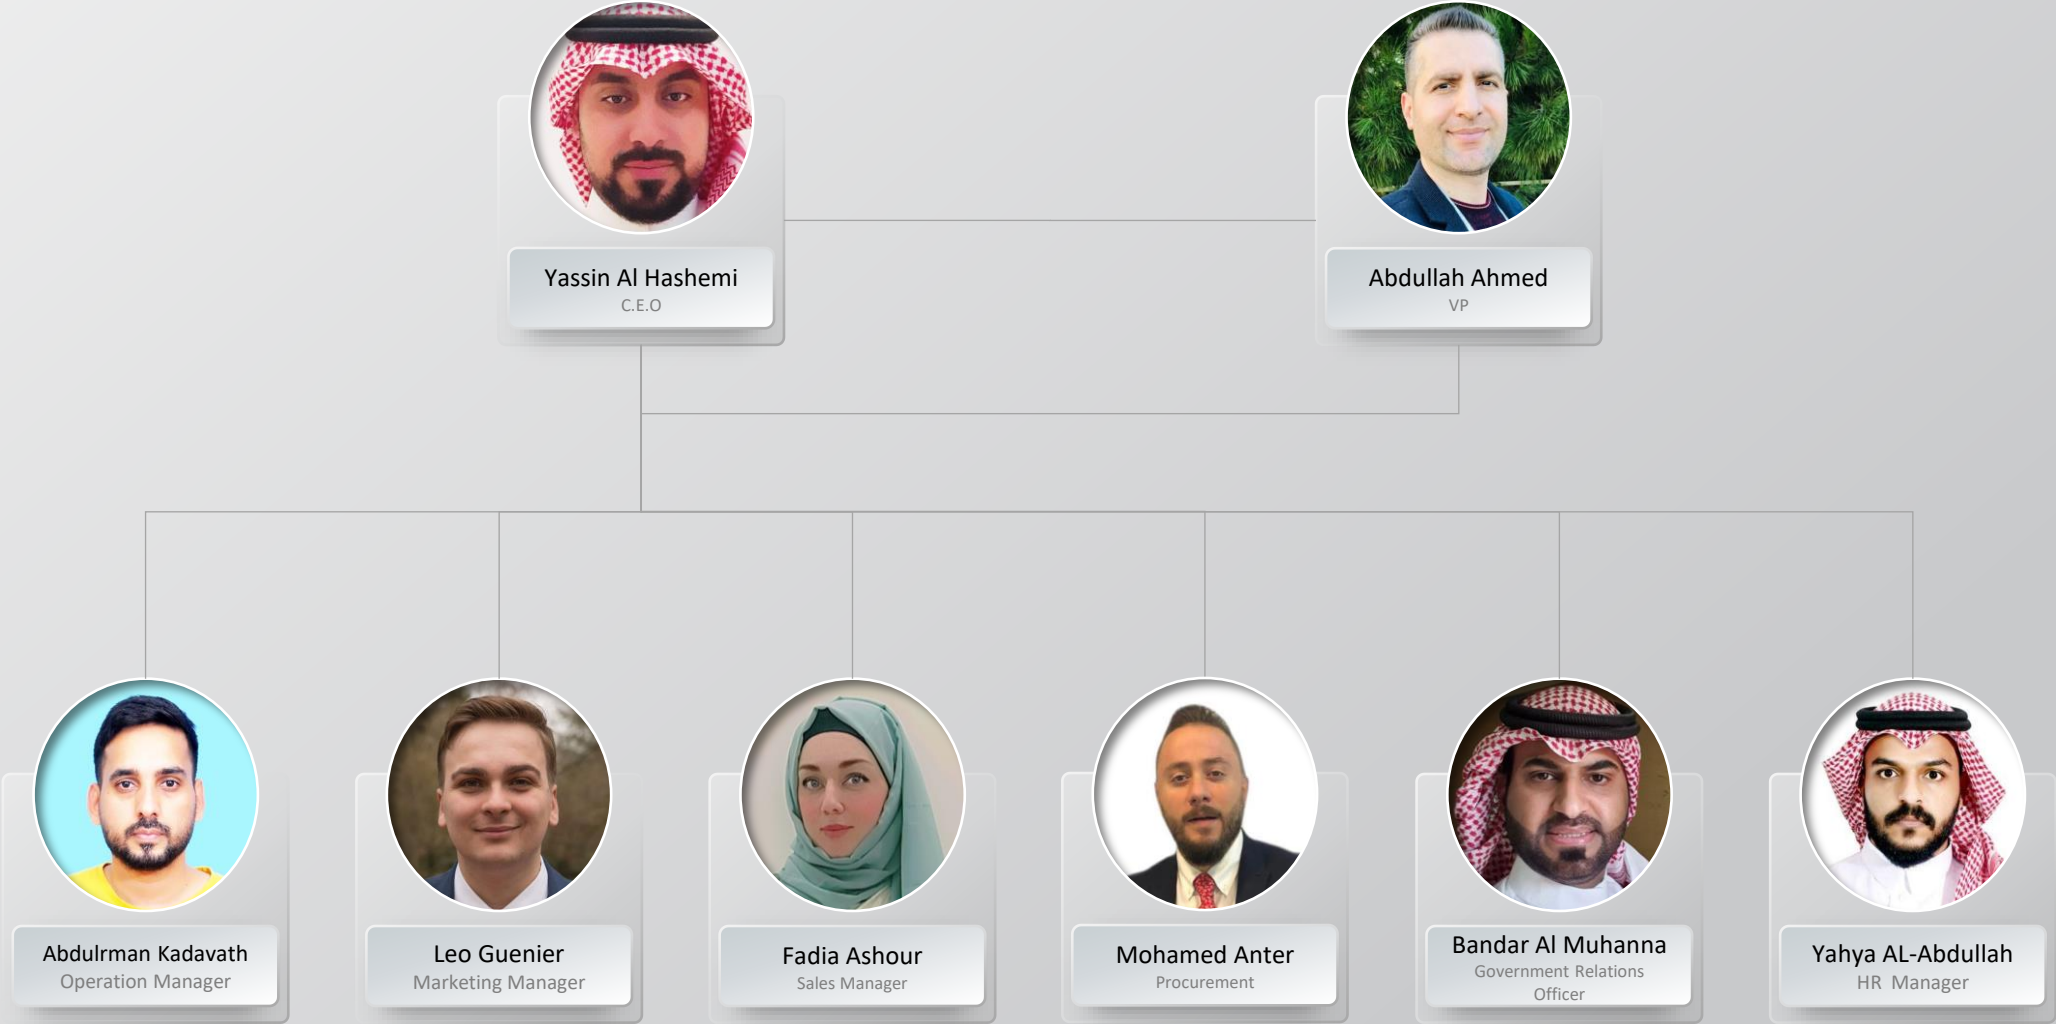 Yassin Al Hashemi
C.E.O
Abdullah Ahmed
VP
Abdulrman Kadavath
Operation Manager
Leo Guenier
Marketing Manager
Fadia Ashour
Sales Manager
Mohamed Anter
Procurement
Bandar Al Muhanna
Government Relations
Officer
Yahya AL-Abdullah
HR  Manager